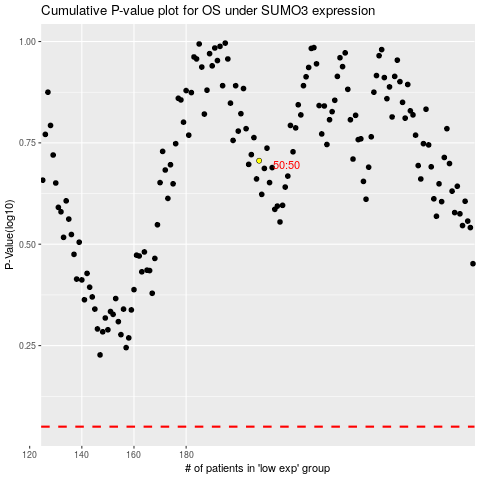 Cumulative P-value plot for OS under SUMO3 expression
P-Value(log10)
1.00
0.75
0.50
0.25
50:50
120 140 160 180
# of patients in 'low exp' group